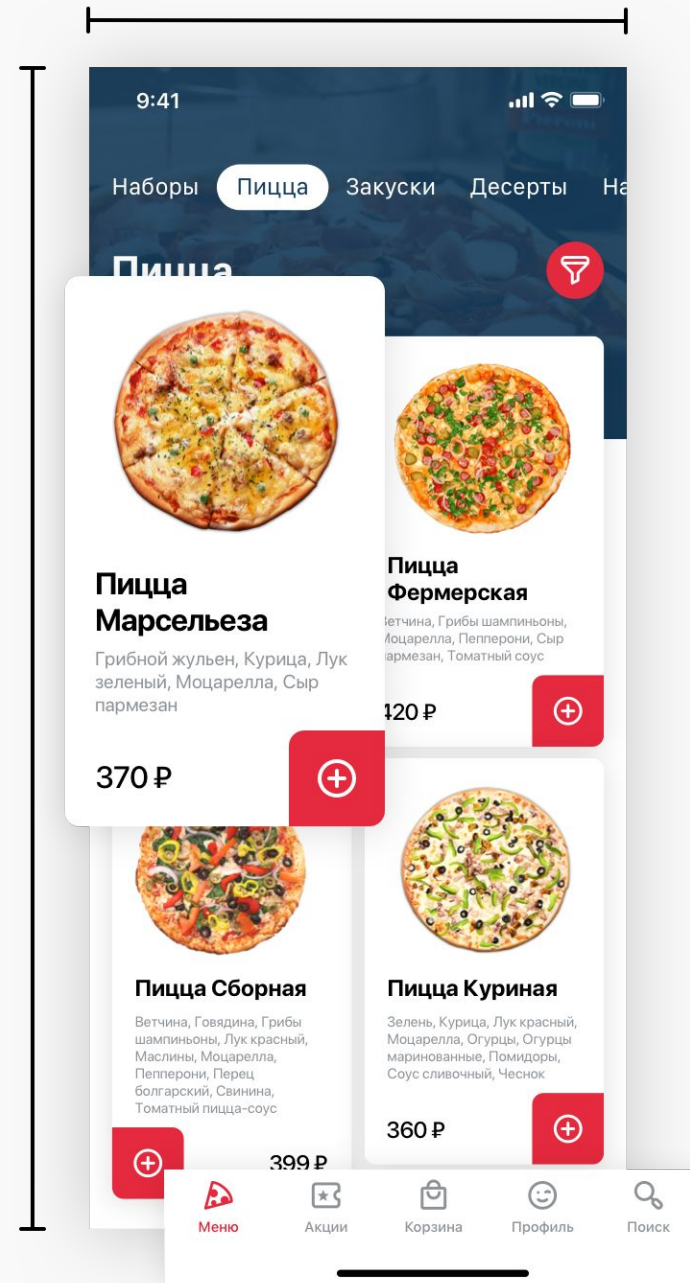 9:41
Наборы Пицца Закуски Десерты На
Пицца
Пицца
Марсельеза
Грибной жульен, Курица, Лук
зеленый, Моцарелла, Сыр
пармезан
370 ₽
Пицца
Фермерская
Ветчина, Грибы шампиньоны,
Моцарелла, Пепперони, Сыр
пармезан, Томатный соус
420 ₽
Пицца Сборная
Ветчина, Говядина, Грибы
шампиньоны, Лук красный,
Маслины, Моцарелла,
Пепперони, Перец
болгарский, Свинина,
Томатный пицца-соус
399 ₽
Пицца Куриная
Зелень, Курица, Лук красный,
Моцарелла, Огурцы, Огурцы
маринованные, Помидоры,
Соус сливочный, Чеснок
360 ₽
Меню Акции Корзина Профиль Поиск